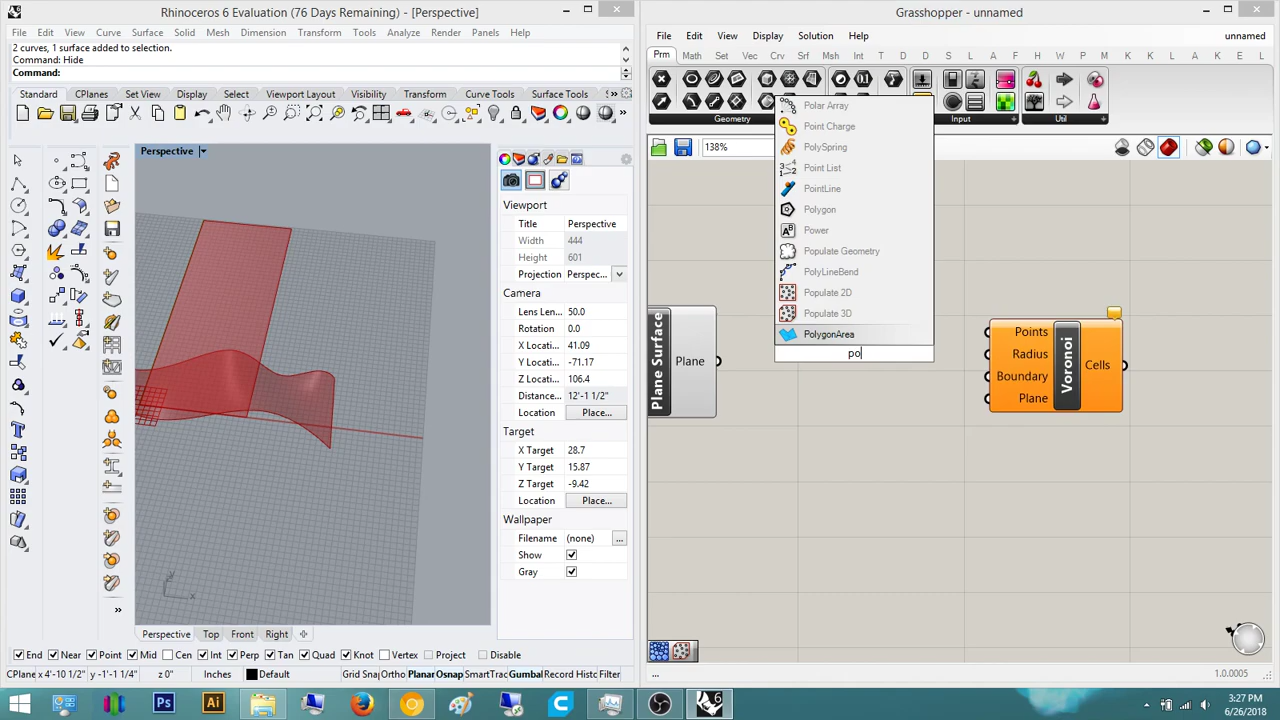 Rhinoceros 6 Evaluation (76 Days Remaining) - [Perspective]
File Edit View Curve Surface Solid Mesh Dimension Transform Tools Analyze Render Panels Help
2 curves, 1 surface added to selection.
Command: Hide
Command:
Standard CPlanes Set View Display Select Viewport Layout Visibility Transform Curve Tools Surface Tools
Perspective
Viewport
Title Perspective
Width 444
Height 601
Projection Perspec...
Camera
Lens Len... 50.0
Rotation 0.0
X Locati... 41.09
Y Locati... -71.17
Z Locati... 106.4
Distance... 12'-1 1/2"
Location Place...
Target
X Target 28.7
Y Target 15.87
Z Target -9.42
Location Place...
Wallpaper
Filename (none) ...
Show
Gray
y
x
Perspective Top Front Right
End Near Point Mid Cen Int Perp Tan Quad Knot Vertex Project Disable
CPlane x 4'-10 1/2" y -1'-1 1/4" z 0" Inches Default Grid Snap Ortho Planar Osnap SmartTrac Gumbal Record Histo Filter
Grasshopper - unnamed
File Edit View Display Solution Help unnamed
Prm Math Set Vec Crv Srf Msh Int T D D S L A F H W P M K K F E L
Geometry Input Util
138%
Polar Array
Point Charge
PolySpring
Point List
PointLine
Polygon
Power
Populate Geometry
PolyLineBend
Populate 2D
Populate 3D
PolygonArea
po
Plane Surface
Plane
Points
Radius
Boundary
Plane
Voronoi
Cells
... 1.0.0005
Ps Ai
6
3:27 PM
6/26/2018